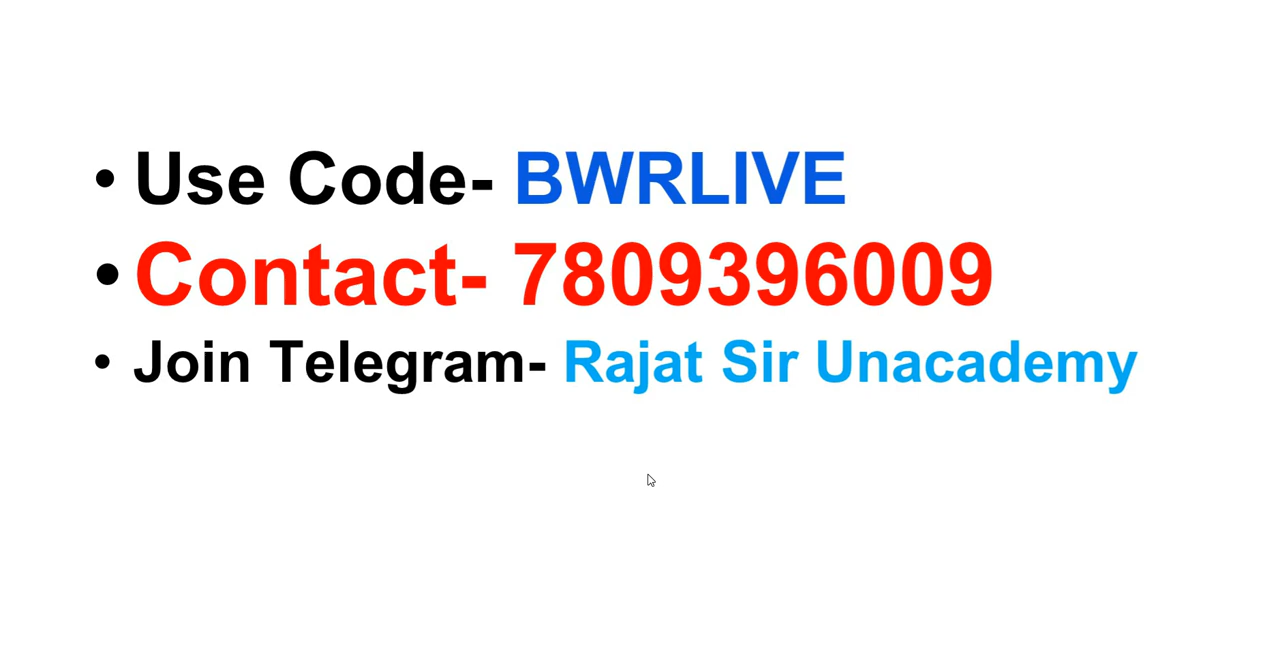 • Use Code- BWRLIVE
• Contact- 7809396009
• Join Telegram- Rajat Sir Unacademy